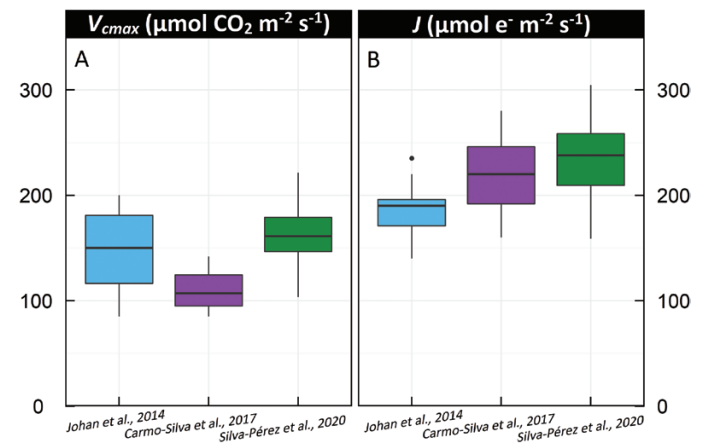 V_cmax (µmol CO₂ m⁻² s⁻¹)
J (µmol e⁻ m⁻² s⁻¹)
A
B
300
300
200
200
100
100
0
0
Johan et al., 2014
Carmo-Silva et al., 2017
Silva-Pérez et al., 2020
Johan et al., 2014
Carmo-Silva et al., 2017
Silva-Pérez et al., 2020